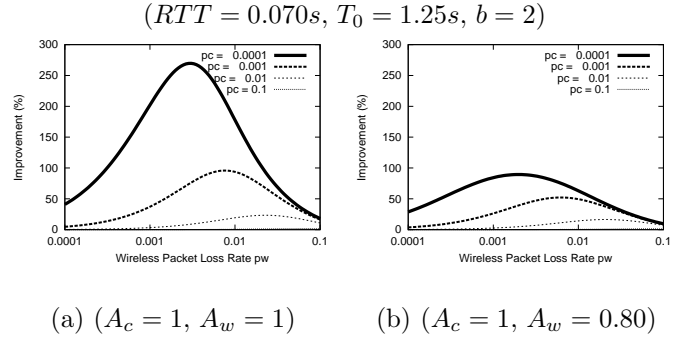 (RTT = 0.070s, T₀ = 1.25s, b = 2)
300
250
200
150
100
50
0
Improvement (%)
pc = 0.0001
pc = 0.001
pc = 0.01
pc = 0.1
0.0001
0.001
0.01
0.1
Wireless Packet Loss Rate pw
(a) (A_c = 1, A_w = 1)
300
250
200
150
100
50
0
Improvement (%)
pc = 0.0001
pc = 0.001
pc = 0.01
pc = 0.1
0.0001
0.001
0.01
0.1
Wireless Packet Loss Rate pw
(b) (A_c = 1, A_w = 0.80)